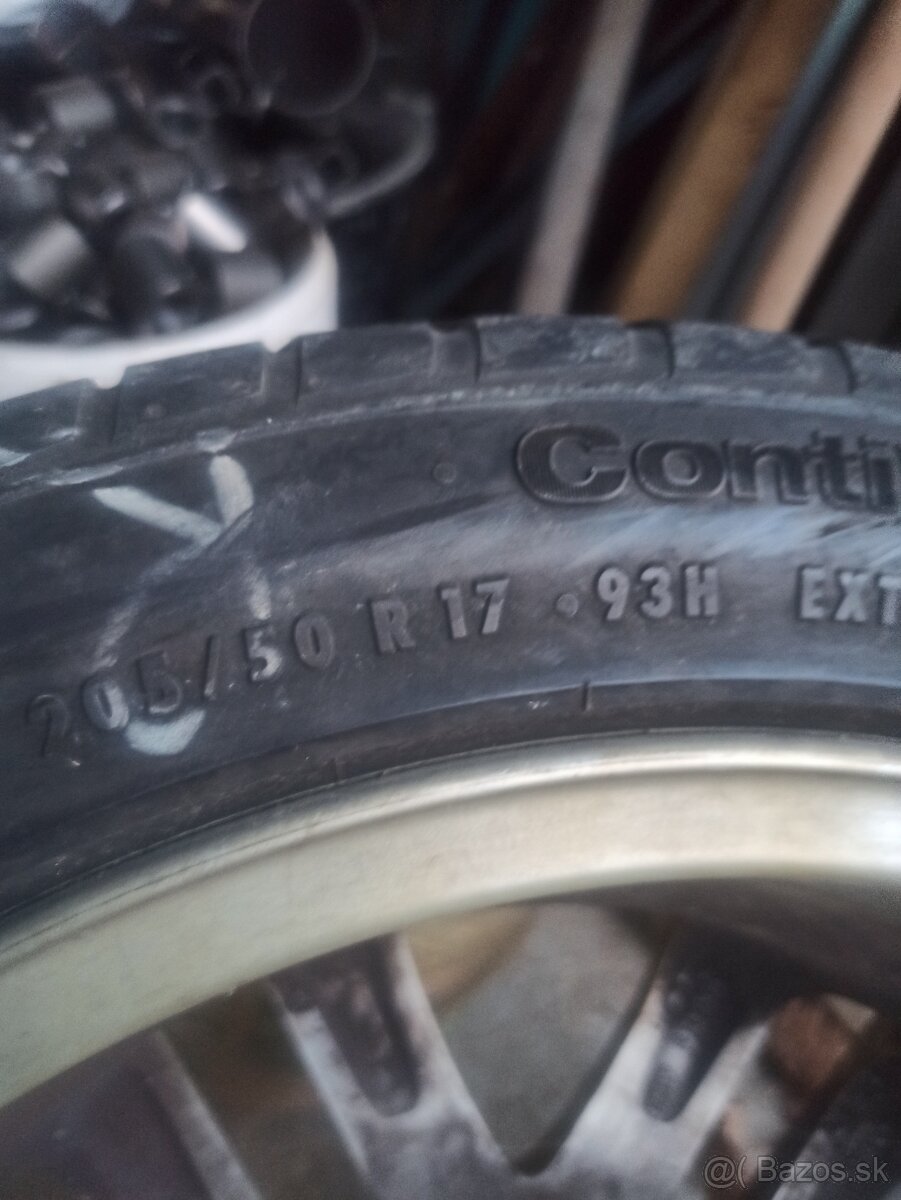 Conti
205/50 R 17 · 93H EXT
@( Bazos.sk